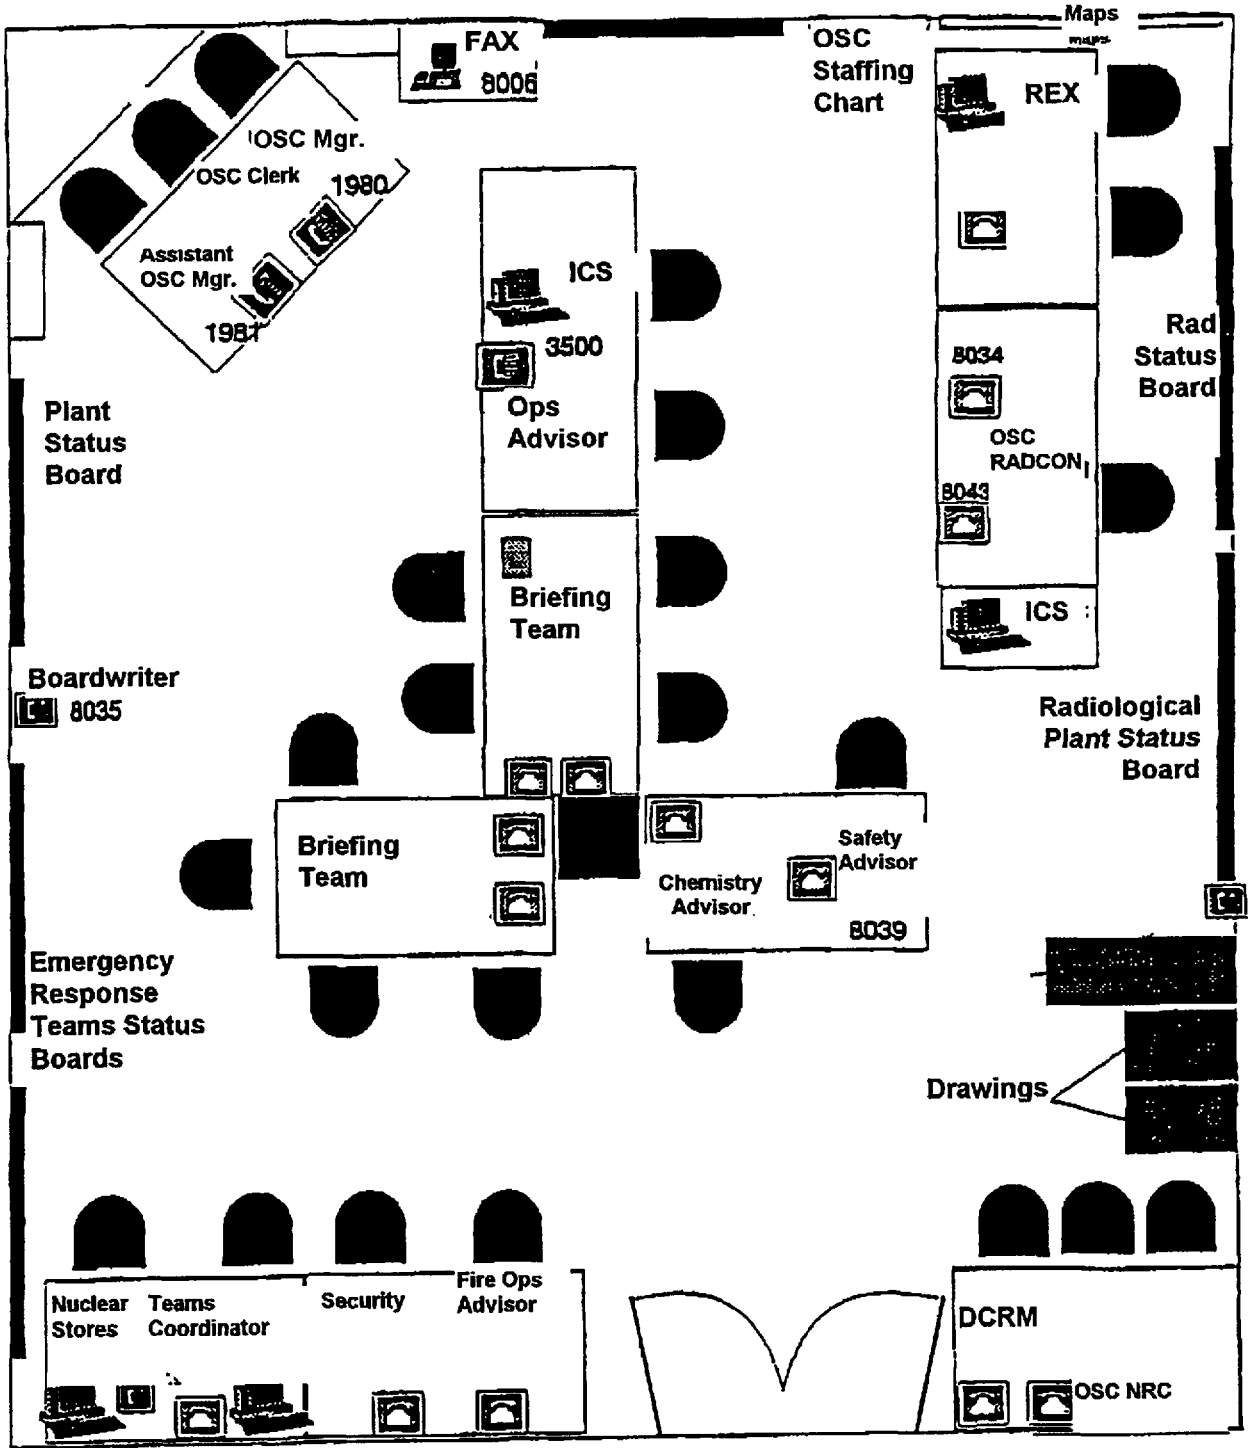 Maps
maps
FAX
8006
OSC
Staffing
Chart
REX
OSC Mgr.
OSC Clerk
1980
Assistant
OSC Mgr.
1981
ICS
3500
Ops
Advisor
Rad
Status
Board
8034
OSC
RADCON
8043
ICS
Plant
Status
Board
Briefing
Team
Boardwriter
8035
Radiological
Plant Status
Board
Briefing
Team
Safety
Advisor
Chemistry
Advisor
8039
Emergency
Response
Teams Status
Boards
Drawings
Nuclear
Stores
Teams
Coordinator
Security
Fire Ops
Advisor
DCRM
OSC NRC